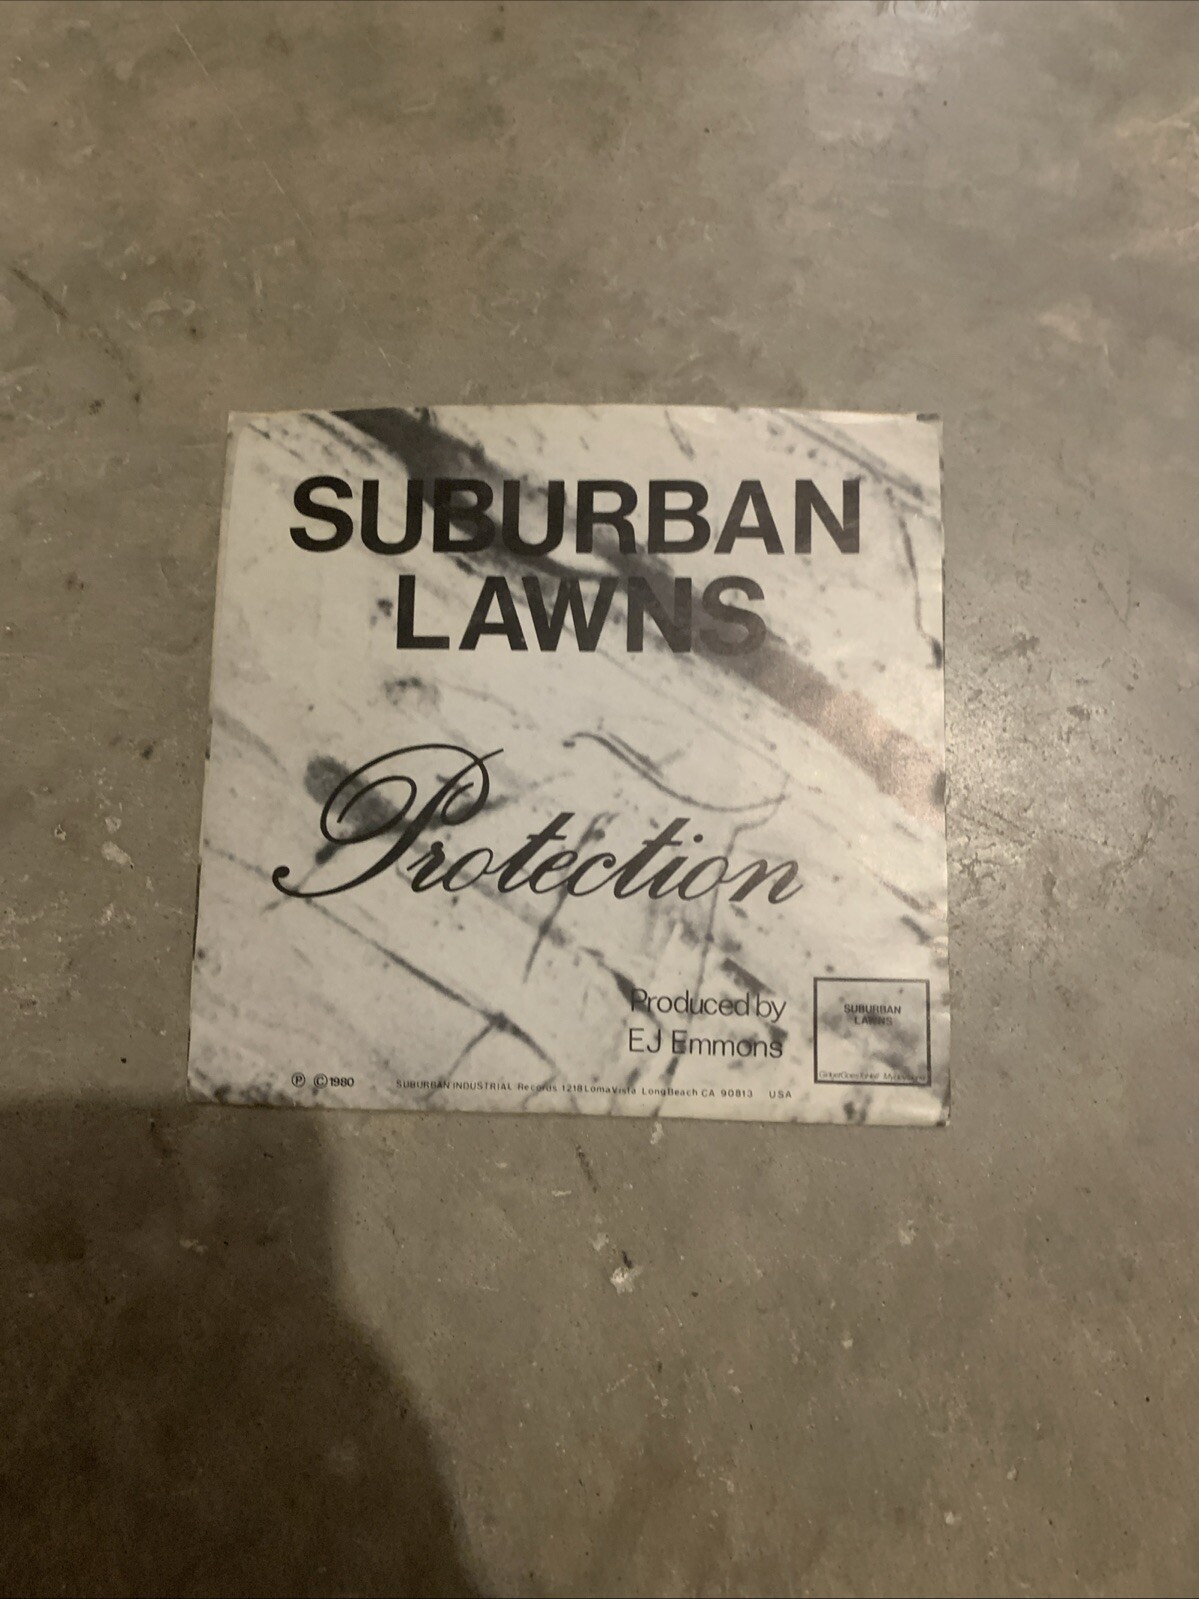 SUBURBAN
LAWNS
Protection
Produced by
EJ Emmons
SUBURBAN
LAWNS
Ⓟ ©1980
SUBURBAN INDUSTRIAL Records 1218 Loma Vista Long Beach CA 90813 USA